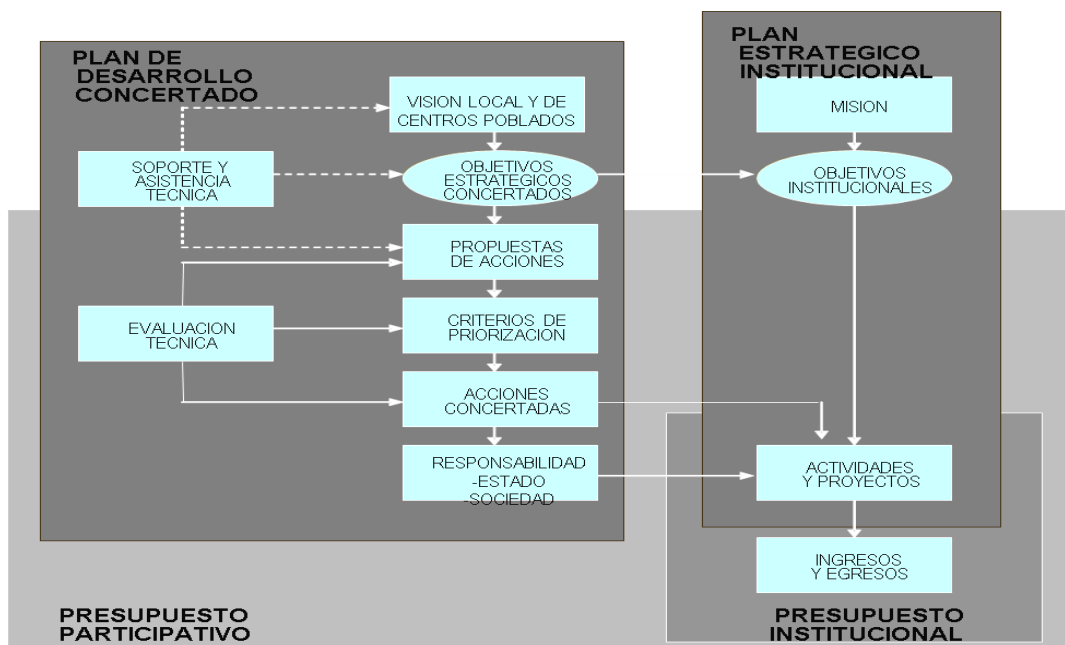 PLAN DE
DESARROLLO
CONCERTADO
VISION LOCAL Y DE
CENTROS POBLADOS
SOPORTE Y
ASISTENCIA
TECNICA
OBJETIVOS
ESTRATEGICOS
CONCERTADOS
PROPUESTAS
DE ACCIONES
EVALUACION
TECNICA
CRITERIOS DE
PRIORIZACION
ACCIONES
CONCERTADAS
RESPONSABILIDAD
-ESTADO
-SOCIEDAD
PLAN
ESTRATEGICO
INSTITUCIONAL
MISION
OBJETIVOS
INSTITUCIONALES
ACTIVIDADES
Y PROYECTOS
INGRESOS
Y EGRESOS
PRESUPUESTO
PARTICIPATIVO
PRESUPUESTO
INSTITUCIONAL